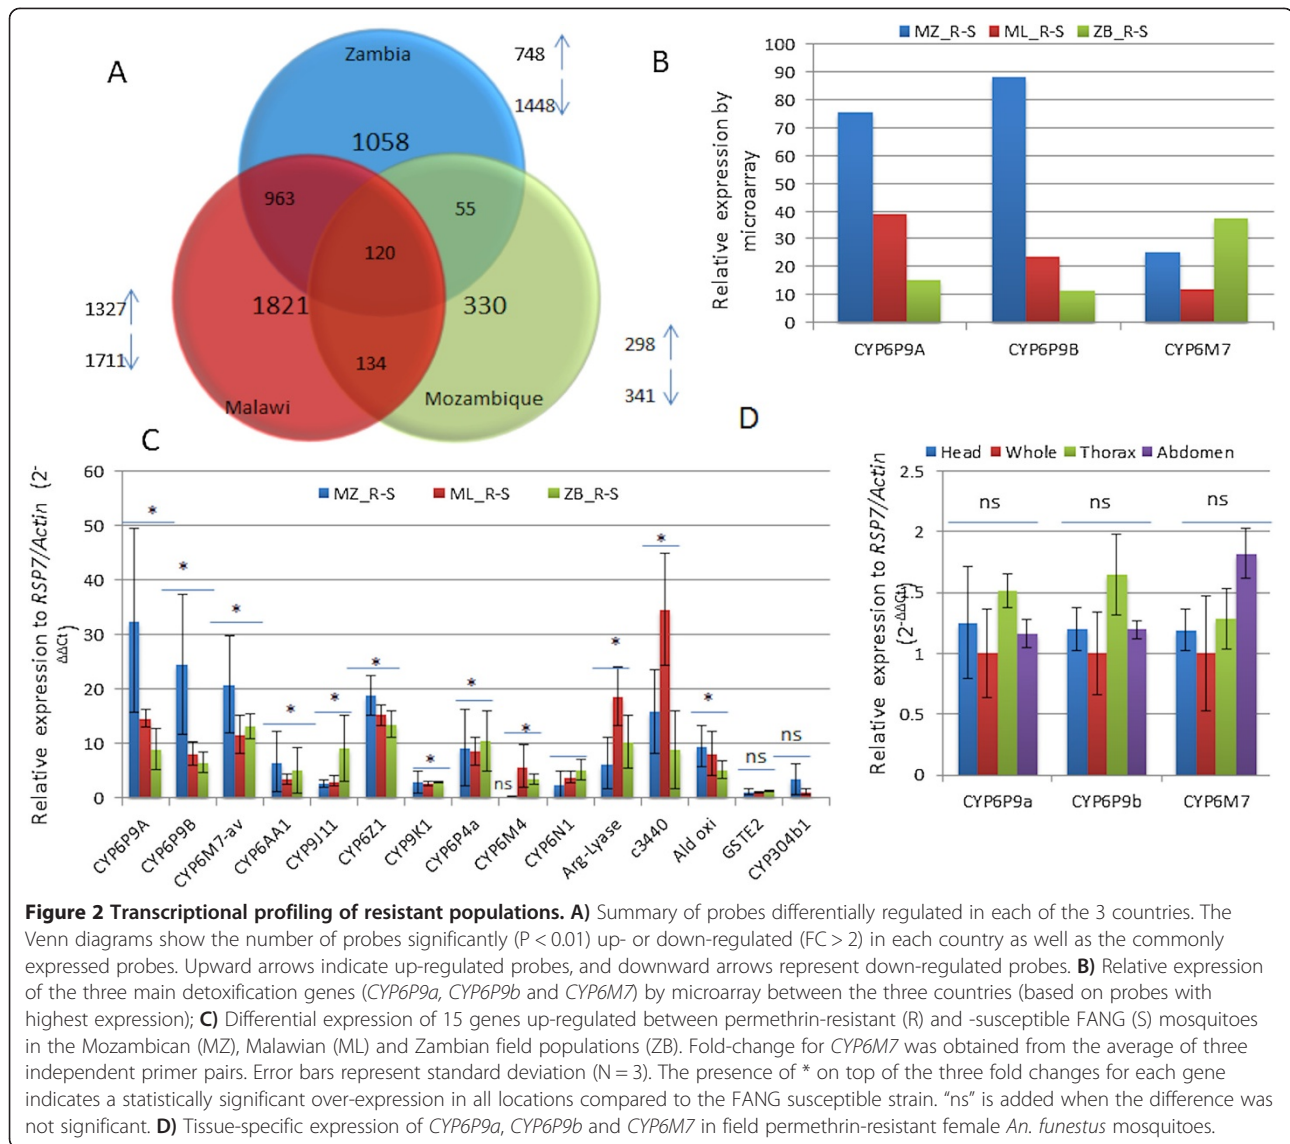 A
Zambia
748
1448
1058
963
55
120
1821
330
134
1327
1711
298
341
Malawi
Mozambique
B
MZ_R-S ML_R-S ZB_R-S
Relative expression by microarray
100
90
80
70
60
50
40
30
20
10
0
CYP6P9A CYP6P9B CYP6M7
C
MZ_R-S ML_R-S ZB_R-S
Relative expression to RSP7/Actin (2-
ΔΔCt)
60
50
40
30
20
10
0
* * * * * * * * ns * * * * ns ns
CYP6P9A CYP6P9B CYP6M7-av CYP6AA1 CYP9J11 CYP6Z1 CYP9K1 CYP6P4a CYP6M4 CYP6N1 Arg-Lyase c3440 Ald oxi GSTE2 CYP304b1
D
Head Whole Thorax Abdomen
Relative expression to RSP7/Actin
(2-ΔΔCt)
2.5
2
1.5
1
0.5
0
ns ns ns
CYP6P9a CYP6P9b CYP6M7
Figure 2 Transcriptional profiling of resistant populations. A) Summary of probes differentially regulated in each of the 3 countries. The
Venn diagrams show the number of probes significantly (P < 0.01) up- or down-regulated (FC > 2) in each country as well as the commonly
expressed probes. Upward arrows indicate up-regulated probes, and downward arrows represent down-regulated probes. B) Relative expression
of the three main detoxification genes (CYP6P9a, CYP6P9b and CYP6M7) by microarray between the three countries (based on probes with
highest expression); C) Differential expression of 15 genes up-regulated between permethrin-resistant (R) and -susceptible FANG (S) mosquitoes
in the Mozambican (MZ), Malawian (ML) and Zambian field populations (ZB). Fold-change for CYP6M7 was obtained from the average of three
independent primer pairs. Error bars represent standard deviation (N = 3). The presence of * on top of the three fold changes for each gene
indicates a statistically significant over-expression in all locations compared to the FANG susceptible strain. “ns” is added when the difference was
not significant. D) Tissue-specific expression of CYP6P9a, CYP6P9b and CYP6M7 in field permethrin-resistant female An. funestus mosquitoes.